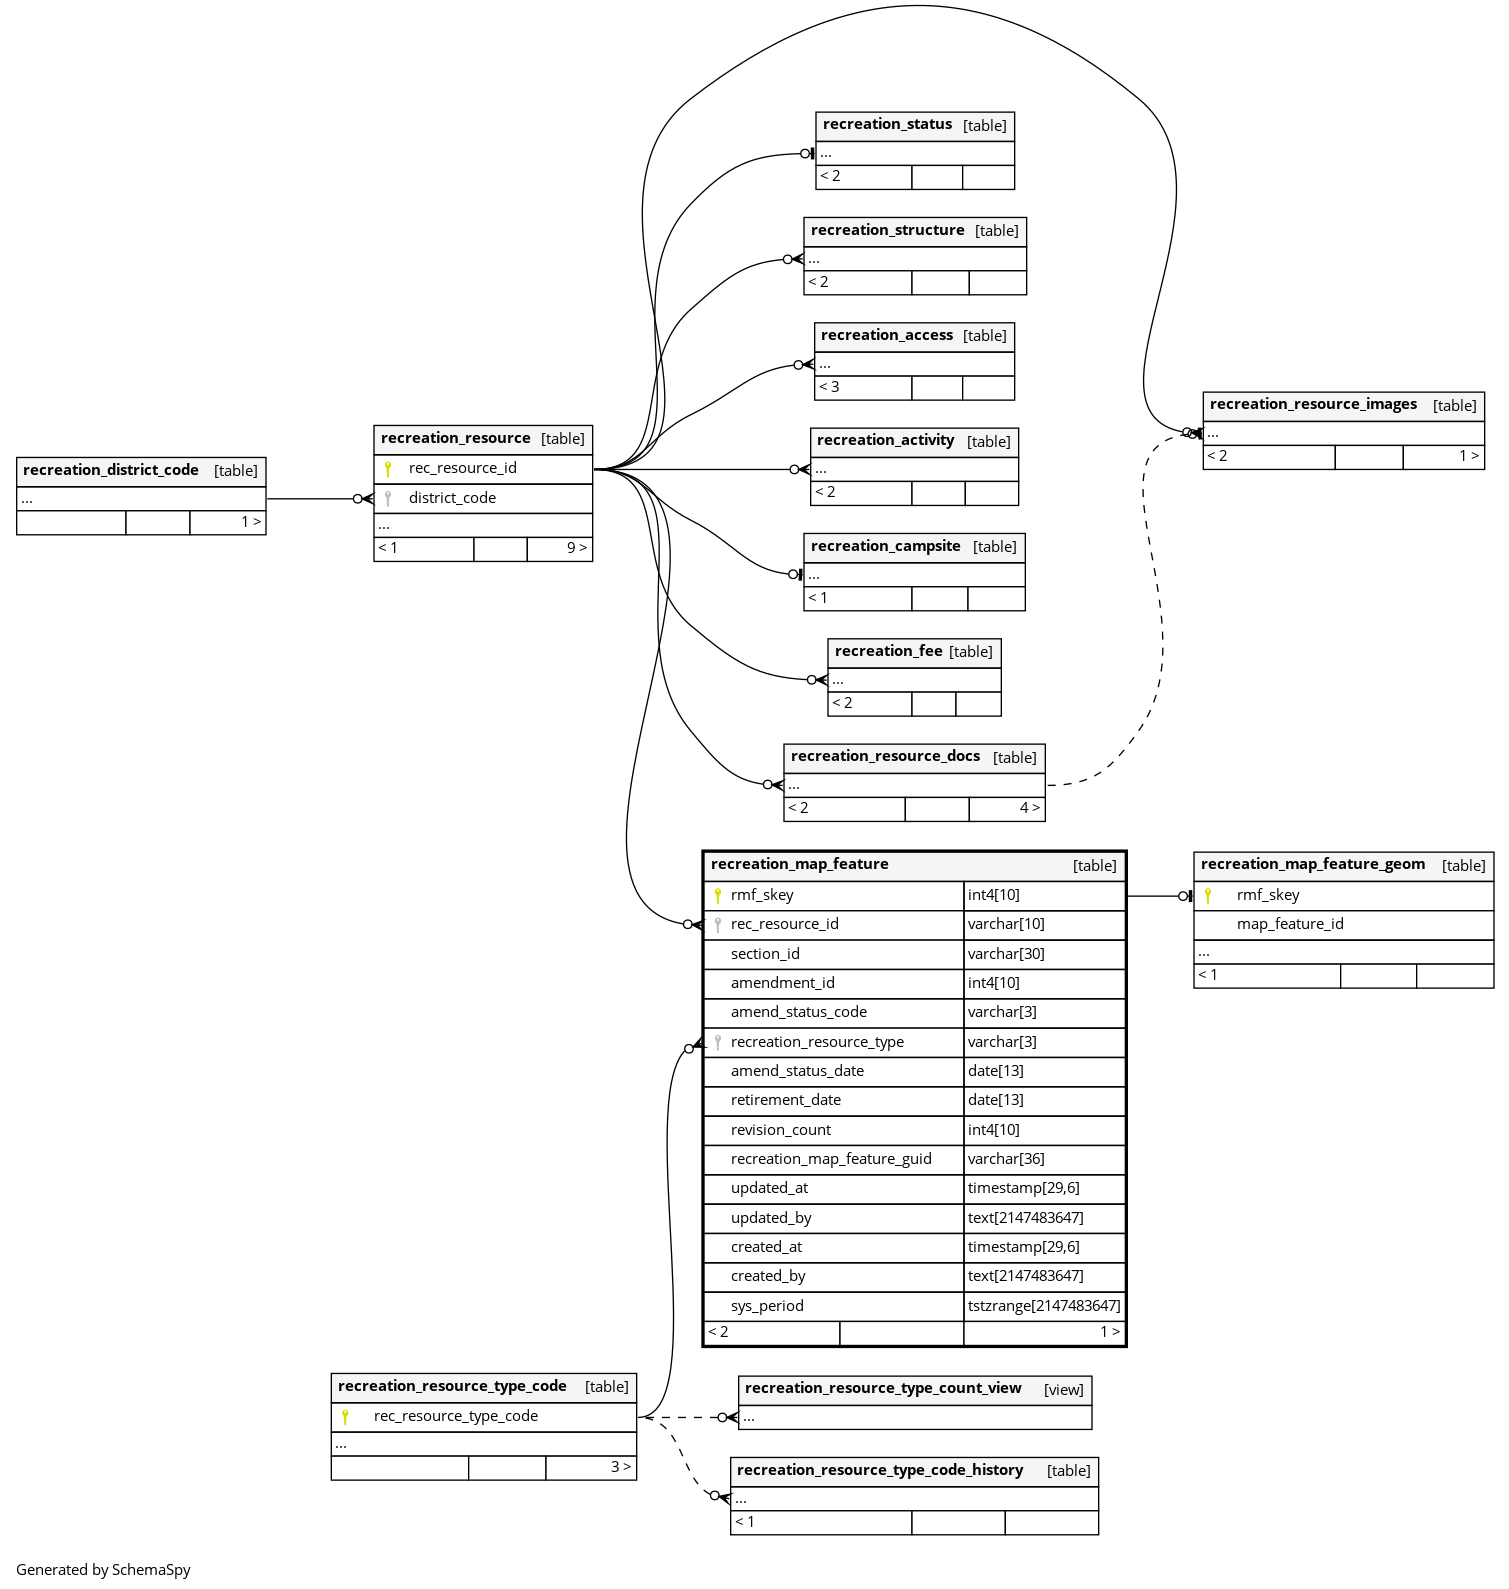 recreation_status [table]
...
< 2
recreation_structure [table]
...
< 2
recreation_access [table]
...
< 3
recreation_resource_images [table]
...
< 2 1 >
recreation_resource [table]
rec_resource_id
district_code
...
< 1 9 >
recreation_activity [table]
...
< 2
recreation_district_code [table]
...
1 >
recreation_campsite [table]
...
< 1
recreation_fee [table]
...
< 2
recreation_resource_docs [table]
...
< 2 4 >
recreation_map_feature [table]
rmf_skey int4[10]
rec_resource_id varchar[10]
section_id varchar[30]
amendment_id int4[10]
amend_status_code varchar[3]
recreation_resource_type varchar[3]
amend_status_date date[13]
retirement_date date[13]
revision_count int4[10]
recreation_map_feature_guid varchar[36]
updated_at timestamp[29,6]
updated_by text[2147483647]
created_at timestamp[29,6]
created_by text[2147483647]
sys_period tstzrange[2147483647]
< 2 1 >
recreation_map_feature_geom [table]
rmf_skey
map_feature_id
...
< 1
recreation_resource_type_code [table]
rec_resource_type_code
...
3 >
recreation_resource_type_count_view [view]
...
recreation_resource_type_code_history [table]
...
< 1
Generated by SchemaSpy